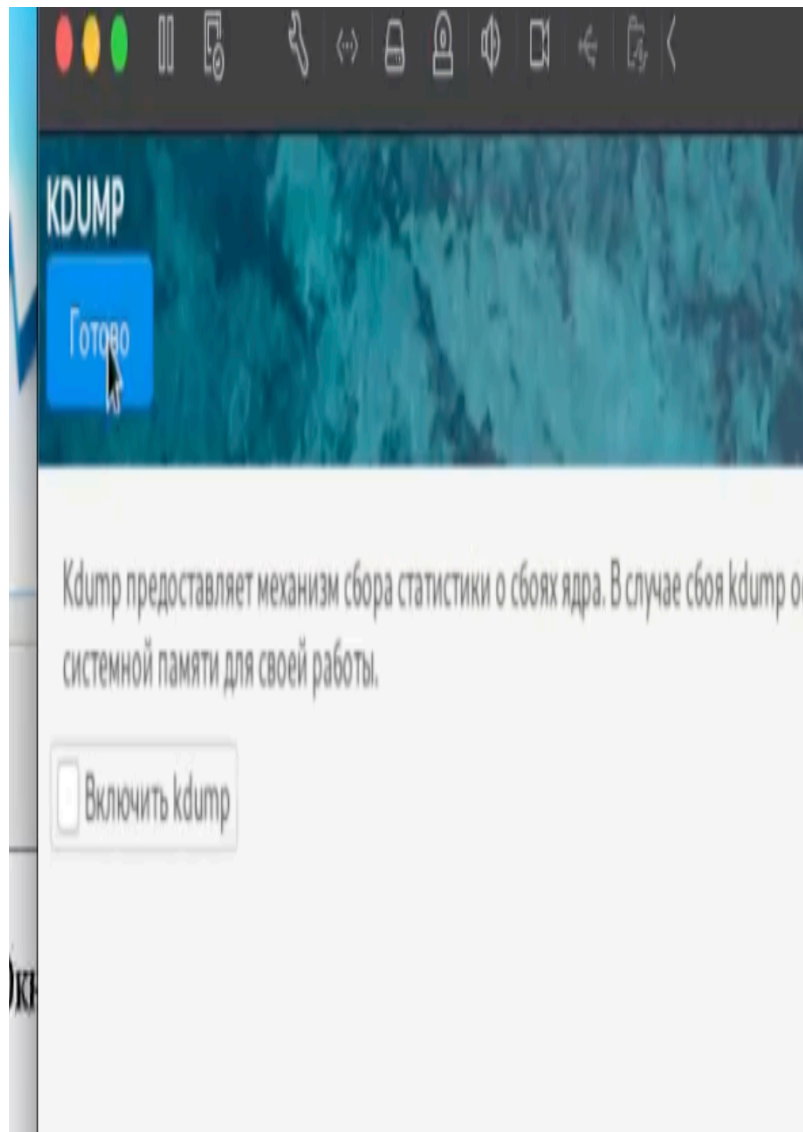 KDUMP
Готово
Kdump предоставляет механизм сбора статистики о сбоях ядра. В случае сбоя kdump
системной памяти для своей работы.
Включить kdump